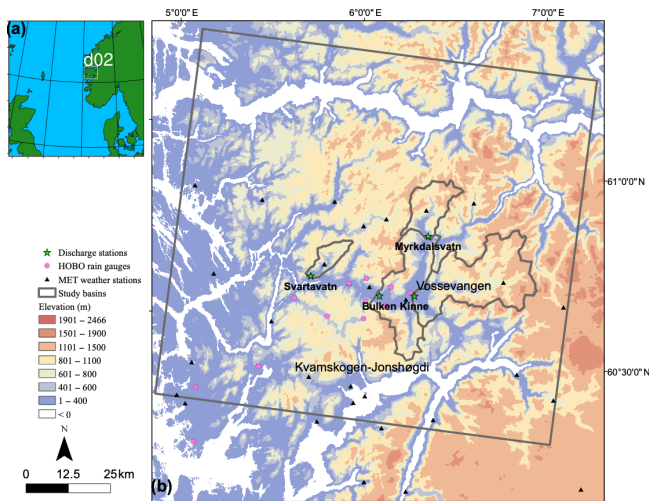 (a)
d02
5°0'0"E
6°0'0"E
7°0'0"E
61°0'0"N
60°30'0"N
Myrkdalsvatn
Svartavatn
Vossevangen
Bulken
Kinne
Kvamskogen-Jonshøgdi
(b)
Discharge stations
HOBO rain gauges
MET weather stations
Study basins
Elevation (m)
1901 - 2466
1501 - 1900
1101 - 1500
801 - 1100
601 - 800
401 - 600
1 - 400
< 0
N
0 12.5 25km